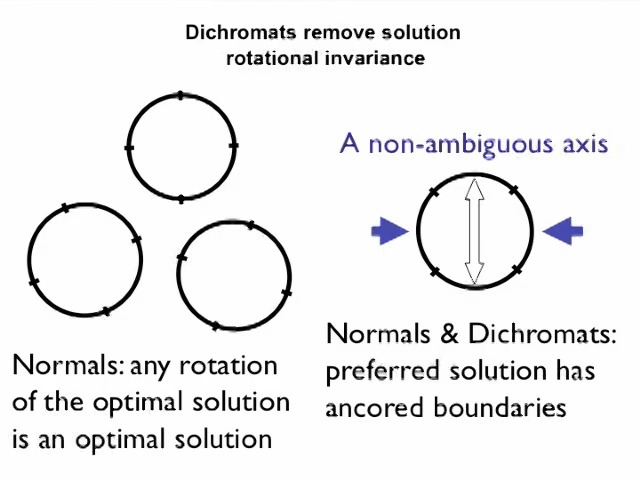 Dichromats remove solution
rotational invariance
A non-ambiguous axis
Normals: any rotation
of the optimal solution
is an optimal solution
Normals & Dichromats:
preferred solution has
ancored boundaries